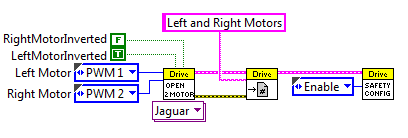 Left and Right Motors
RightMotorInverted F
LeftMotorInverted T
Left Motor PWM 1
Right Motor PWM 2
Drive
OPEN
2 MOTOR
Jaguar
Drive
#
Enable
Drive
SAFETY
CONFIG